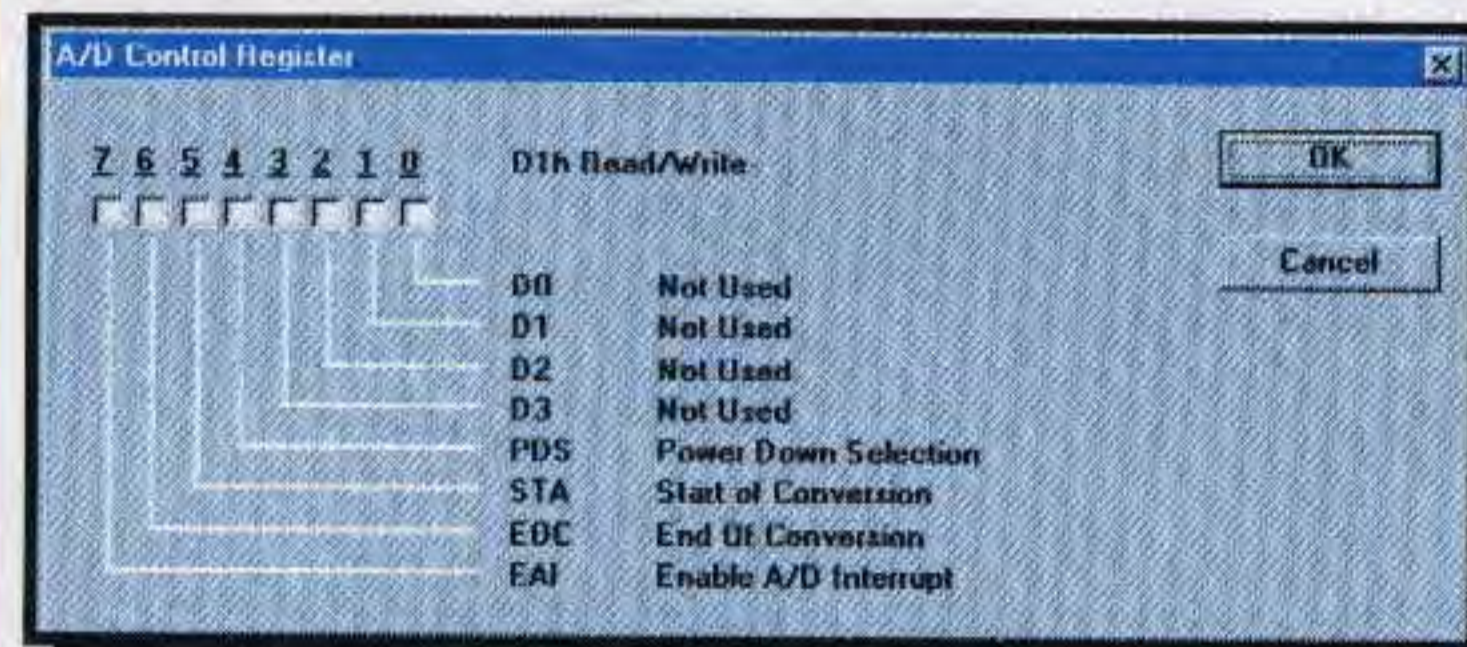 A/D Control Register
7 6 5 4 3 2 1 0 D1h Read/Write
OK
Cancel
D0 Not Used
D1 Not Used
D2 Not Used
D3 Not Used
PDS Power Down Selection
STA Start of Conversion
EOC End Of Conversion
EAI Enable A/D Interrupt